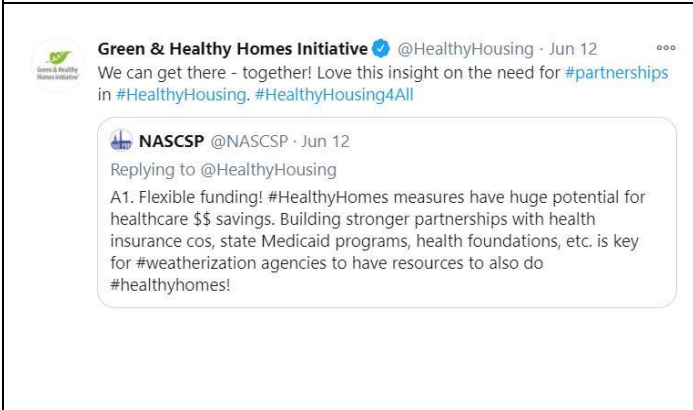 Green & Healthy Homes Initiative @HealthyHousing · Jun 12
We can get there - together! Love this insight on the need for #partnerships
in #HealthyHousing. #HealthyHousing4All
NASCSP @NASCSP · Jun 12
Replying to @HealthyHousing
A1. Flexible funding! #HealthyHomes measures have huge potential for
healthcare $$ savings. Building stronger partnerships with health
insurance cos, state Medicaid programs, health foundations, etc. is key
for #weatherization agencies to have resources to also do
#healthyhomes!
Green & Healthy
Homes Initiative